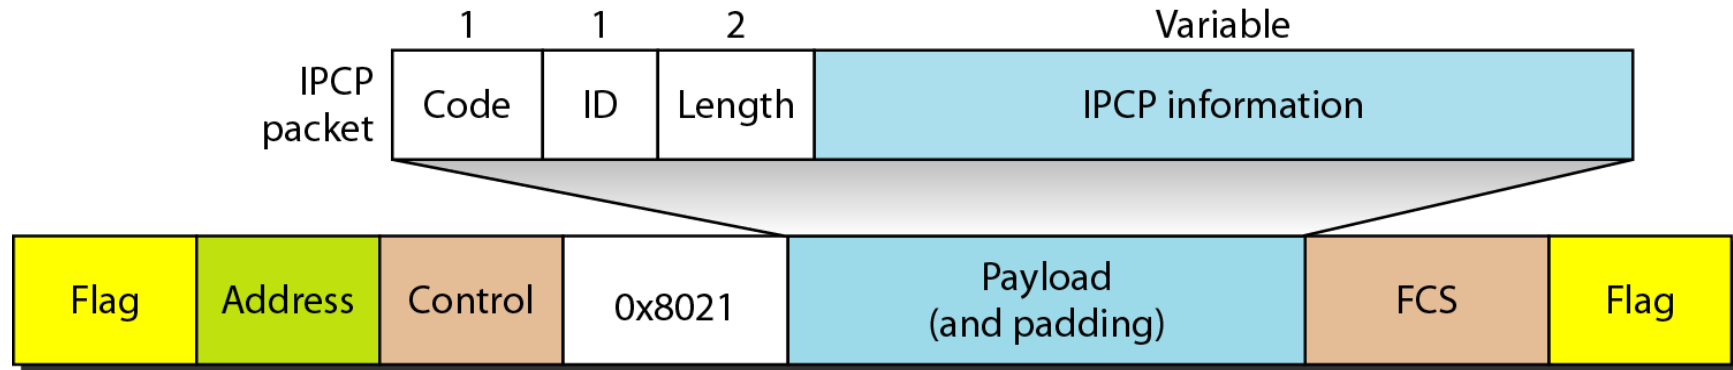 1 1 2 Variable
IPCP
packet
Code ID Length IPCP information
Flag Address Control 0x8021 Payload
(and padding) FCS Flag